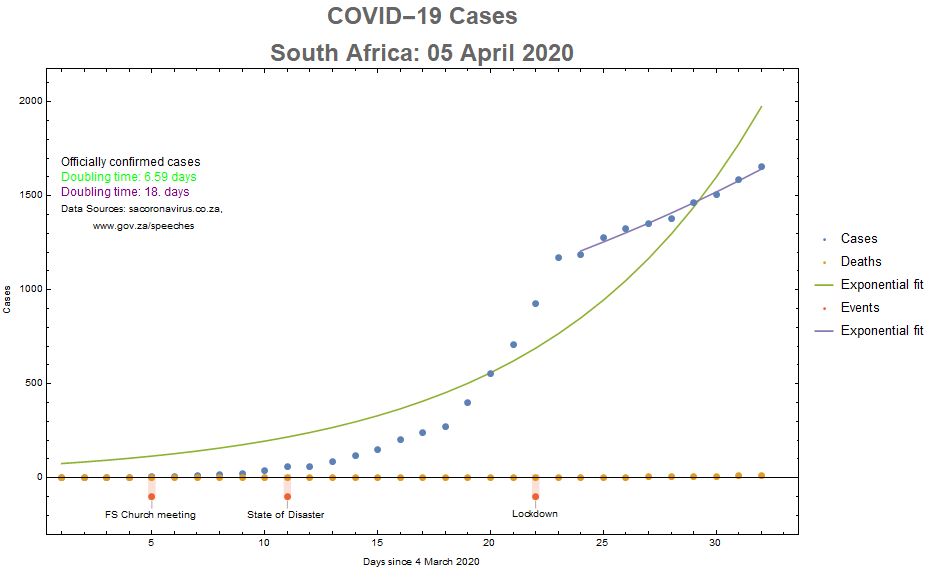 COVID−19 Cases
South Africa: 05 April 2020
2000
1500
1000
500
0
Cases
Officially confirmed cases
Doubling time: 6.59 days
Doubling time: 18. days
Data Sources: sacoronavirus.co.za,
www.gov.za/speeches
FS Church meeting
State of Disaster
Lockdown
5 10 15 20 25 30
Days since 4 March 2020
Cases
Deaths
Exponential fit
Events
Exponential fit